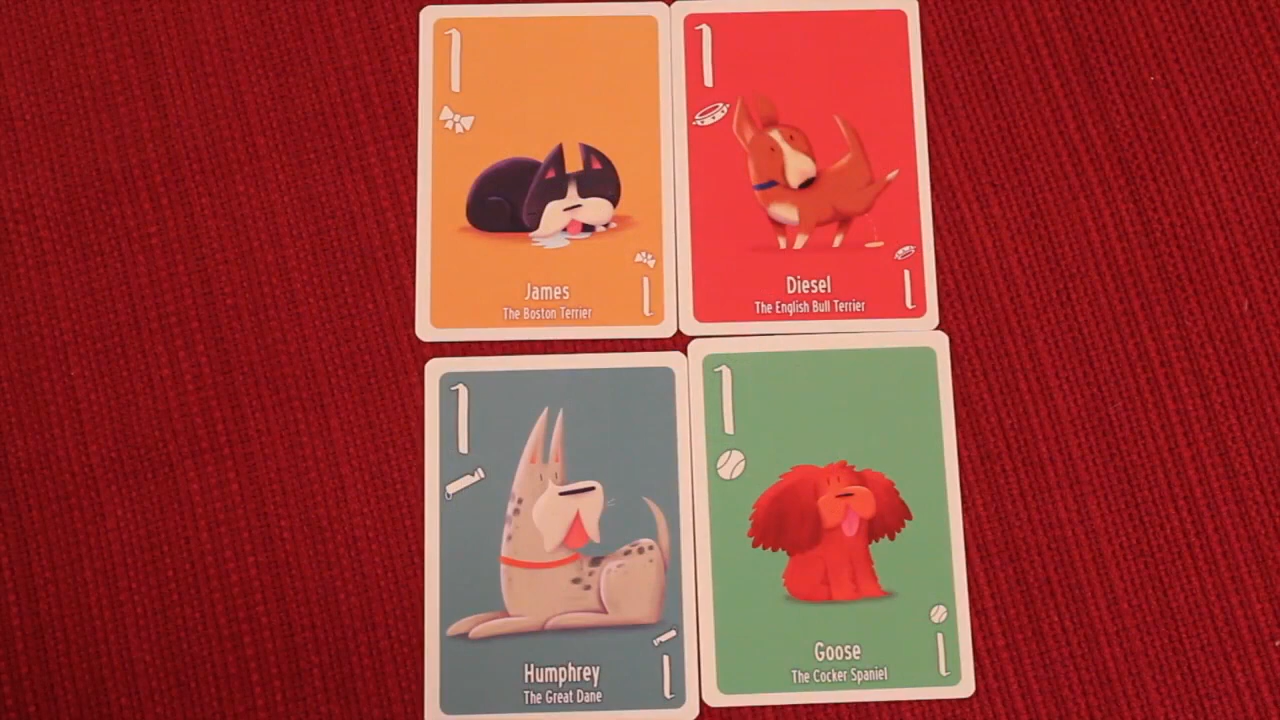 1
James
The Boston Terrier
1
1
Diesel
The English Bull Terrier
1
1
Humphrey
The Great Dane
1
1
Goose
The Cocker Spaniel
1